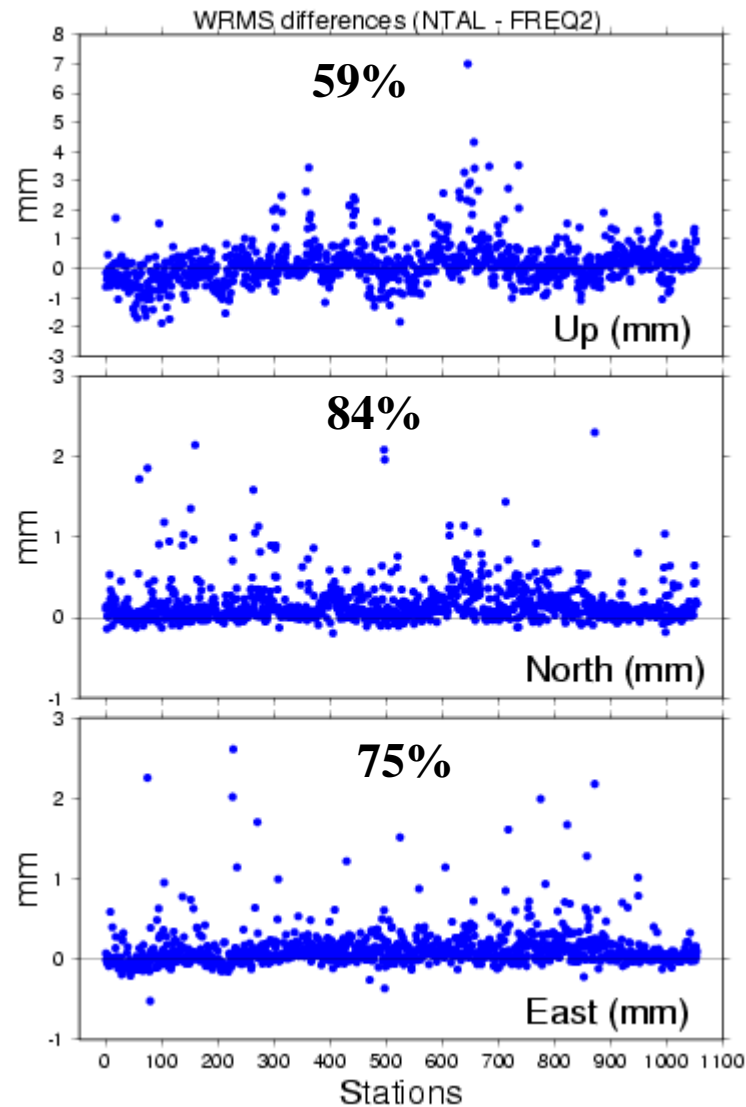 WRMS differences (NTAL - FREQ2)
8
7
6
5
4
3
2
1
0
-1
-2
-3
mm
59%
Up (mm)
3
2
1
0
-1
mm
84%
North (mm)
3
2
1
0
-1
mm
75%
East (mm)
0 100 200 300 400 500 600 700 800 900 1000 1100
Stations